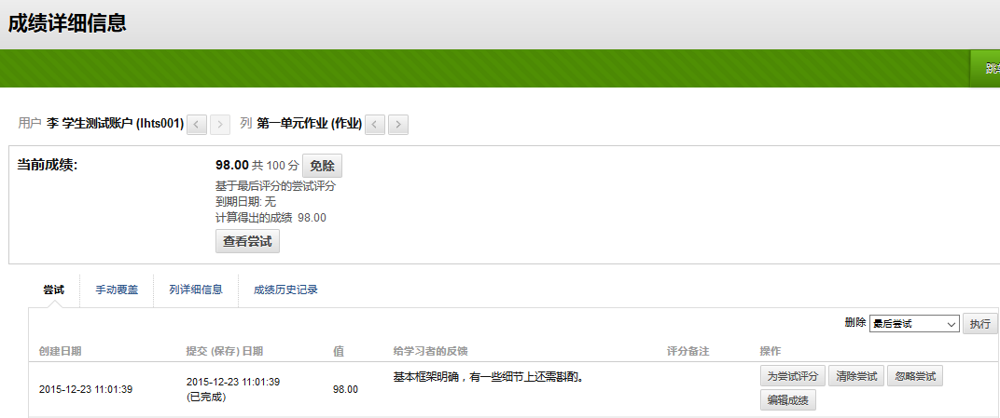 成绩详细信息
跳
用户 李 学生测试账户 (lhts001) 列 第一单元作业 (作业)
当前成绩: 98.00 共 100 分 免除
基于最后评分的尝试评分
到期日期: 无
计算得出的成绩 98.00
查看尝试
尝试 手动覆盖 列详细信息 成绩历史记录
删除 最后尝试 执行
创建日期 提交 (保存) 日期 值 给学习者的反馈 评分备注 操作
2015-12-23 11:01:39 2015-12-23 11:01:39 (已完成) 98.00 基本框架明确，有一些细节上还需斟酌。 为尝试评分 清除尝试 忽略尝试
编辑成绩